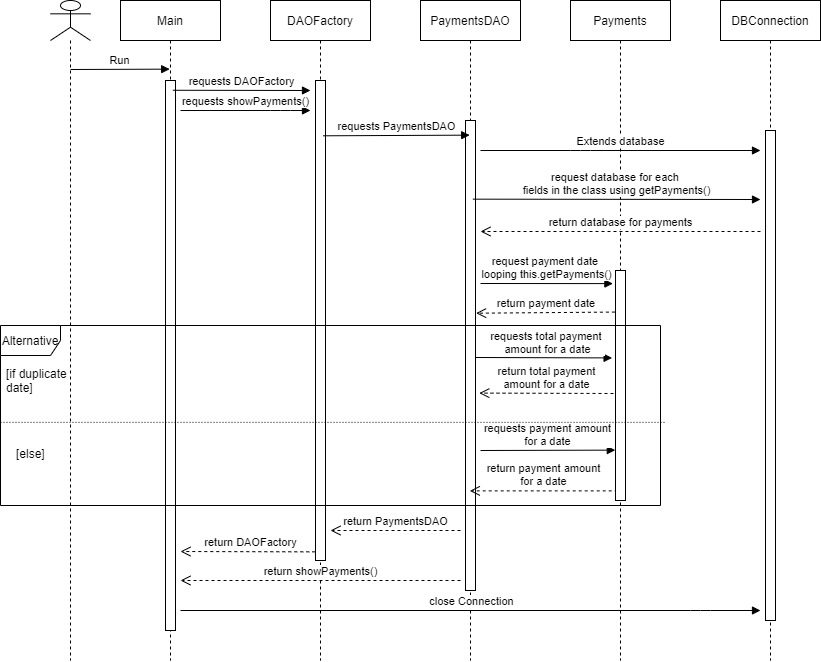 Main
DAOFactory
PaymentsDAO
Payments
DBConnection
Run
requests DAOFactory
requests showPayments()
requests PaymentsDAO
Extends database
request database for each
fields in the class using getPayments()
return database for payments
request payment date
looping this.getPayments()
return payment date
Alternative
requests total payment
amount for a date
[if duplicate
date]
return total payment
amount for a date
requests payment amount
for a date
[else]
return payment amount
for a date
return PaymentsDAO
return DAOFactory
return showPayments()
close Connection